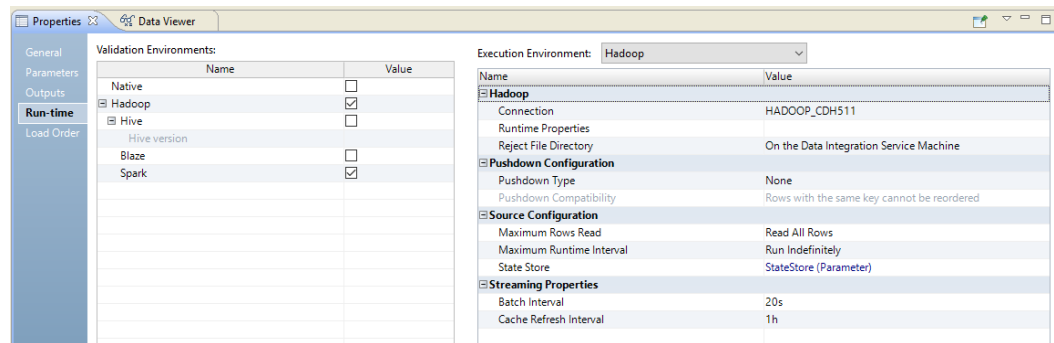 Properties
Data Viewer
General
Parameters
Outputs
Run-time
Load Order
Validation Environments:
Name Value
Native
Hadoop
Hive
Hive version
Blaze
Spark
Execution Environment: Hadoop
Name Value
Hadoop
Connection HADOOP_CDH511
Runtime Properties
Reject File Directory On the Data Integration Service Machine
Pushdown Configuration
Pushdown Type None
Pushdown Compatibility Rows with the same key cannot be reordered
Source Configuration
Maximum Rows Read Read All Rows
Maximum Runtime Interval Run Indefinitely
State Store StateStore (Parameter)
Streaming Properties
Batch Interval 20s
Cache Refresh Interval 1h